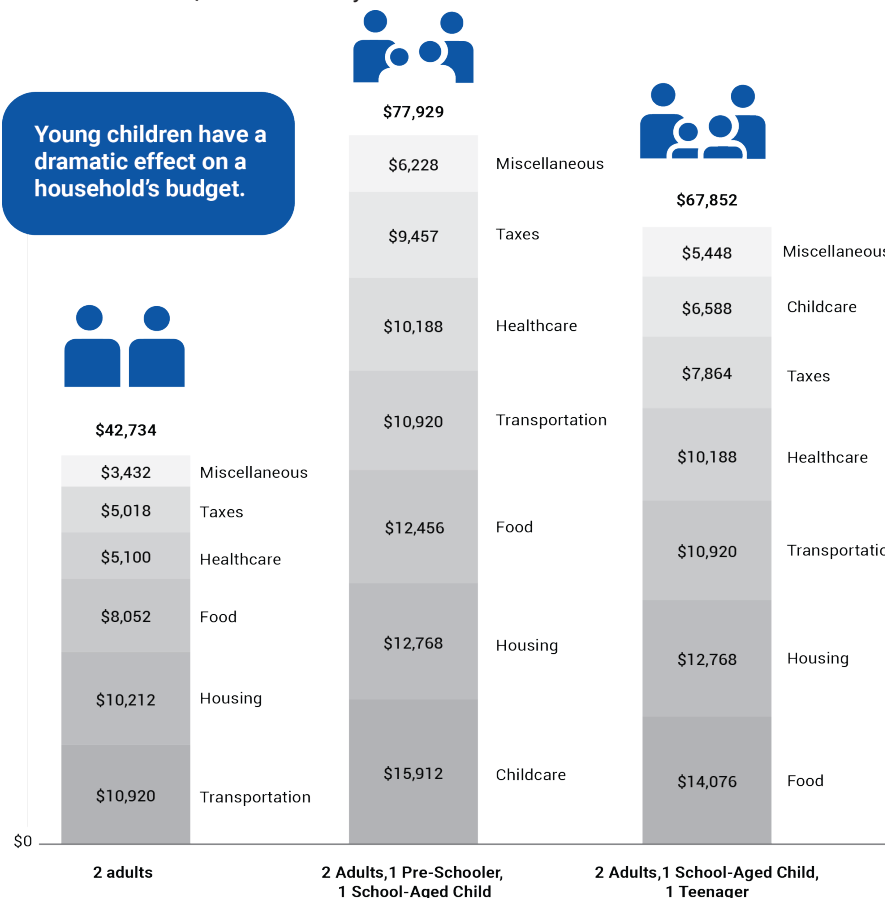 Young children have a
dramatic effect on a
household's budget.
$42,734
$3,432 Miscellaneous
$5,018 Taxes
$5,100 Healthcare
$8,052 Food
$10,212 Housing
$10,920 Transportation
2 adults
$77,929
$6,228 Miscellaneous
$9,457 Taxes
$10,188 Healthcare
$10,920 Transportation
$12,456 Food
$12,768 Housing
$15,912 Childcare
2 Adults,1 Pre-Schooler,
1 School-Aged Child
$67,852
$5,448 Miscellaneous
$6,588 Childcare
$7,864 Taxes
$10,188 Healthcare
$10,920 Transportatio
$12,768 Housing
$14,076 Food
2 Adults,1 School-Aged Child,
1 Teenager
$0